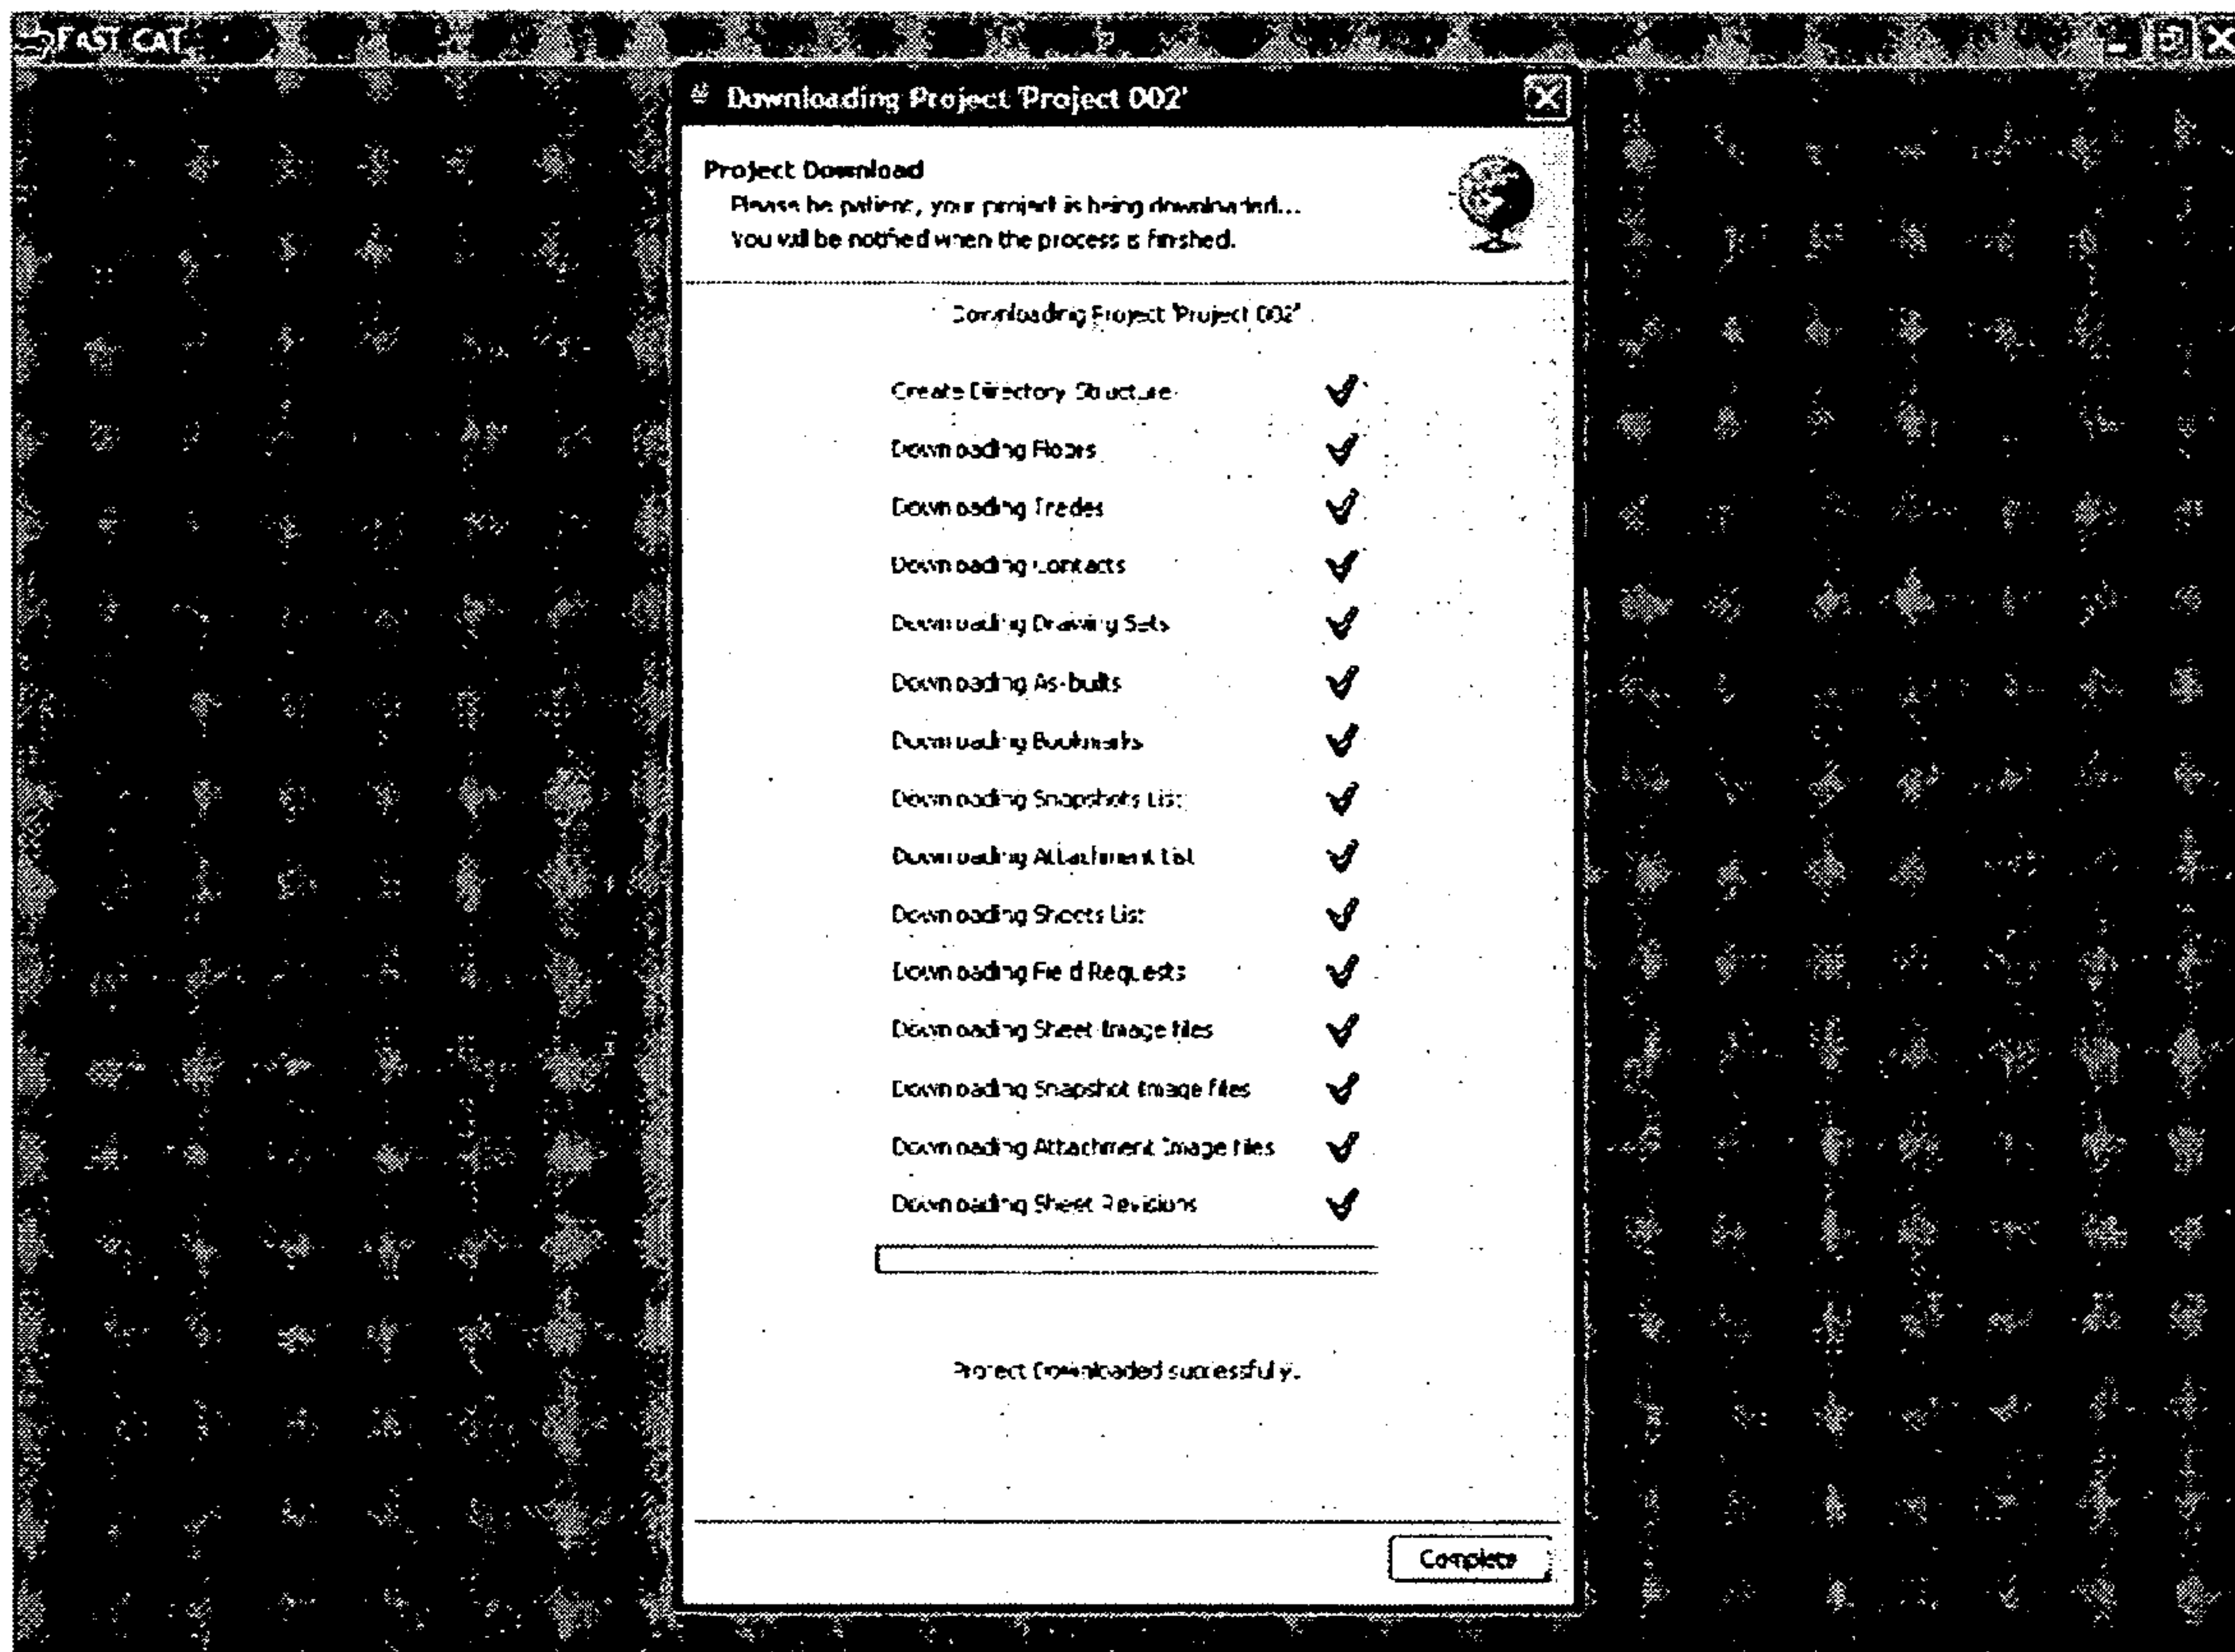 FAST CAT
Downloading Project 'Project 002'
Project Download
Please be patient, your project is being downloaded...
You will be notified when the process is finished.
Downloading Project 'Project 002'
Create Directory Structure
Downloading Floors
Downloading Trades
Downloading Contacts
Downloading Drawing Sets
Downloading As-builts
Downloading Bookmarks
Downloading Snapshots List
Downloading Attachment List
Downloading Sheets List
Downloading Field Requests
Downloading Sheet Image files
Downloading Snapshot Image files
Downloading Attachment Image files
Downloading Sheet Revisions
Project Downloaded successfully.
Complete